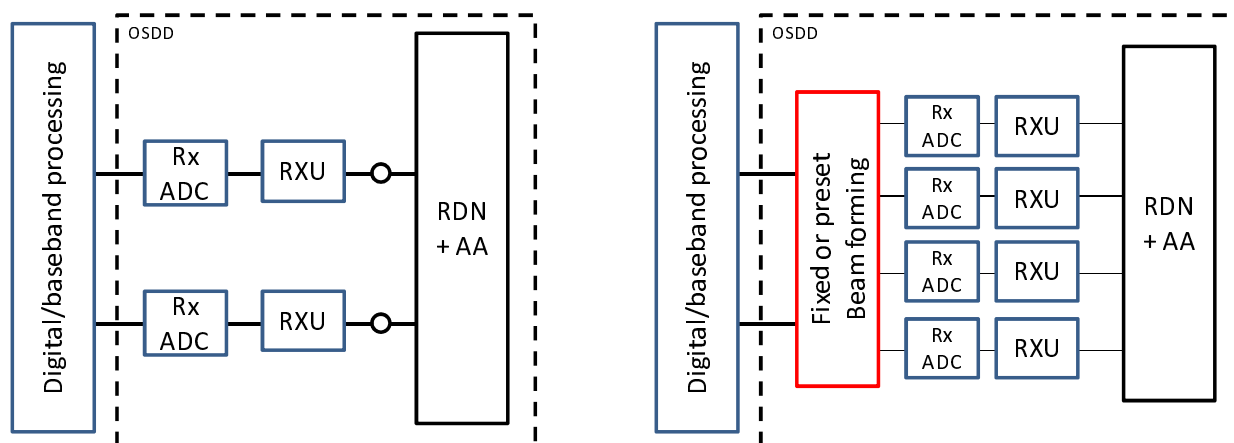 OSDD
Digital/baseband processing
Rx
ADC
RXU
Rx
ADC
RXU
RDN
+ AA
OSDD
Digital/baseband processing
Fixed or preset
Beam forming
Rx
ADC
RXU
Rx
ADC
RXU
Rx
ADC
RXU
Rx
ADC
RXU
RDN
+ AA